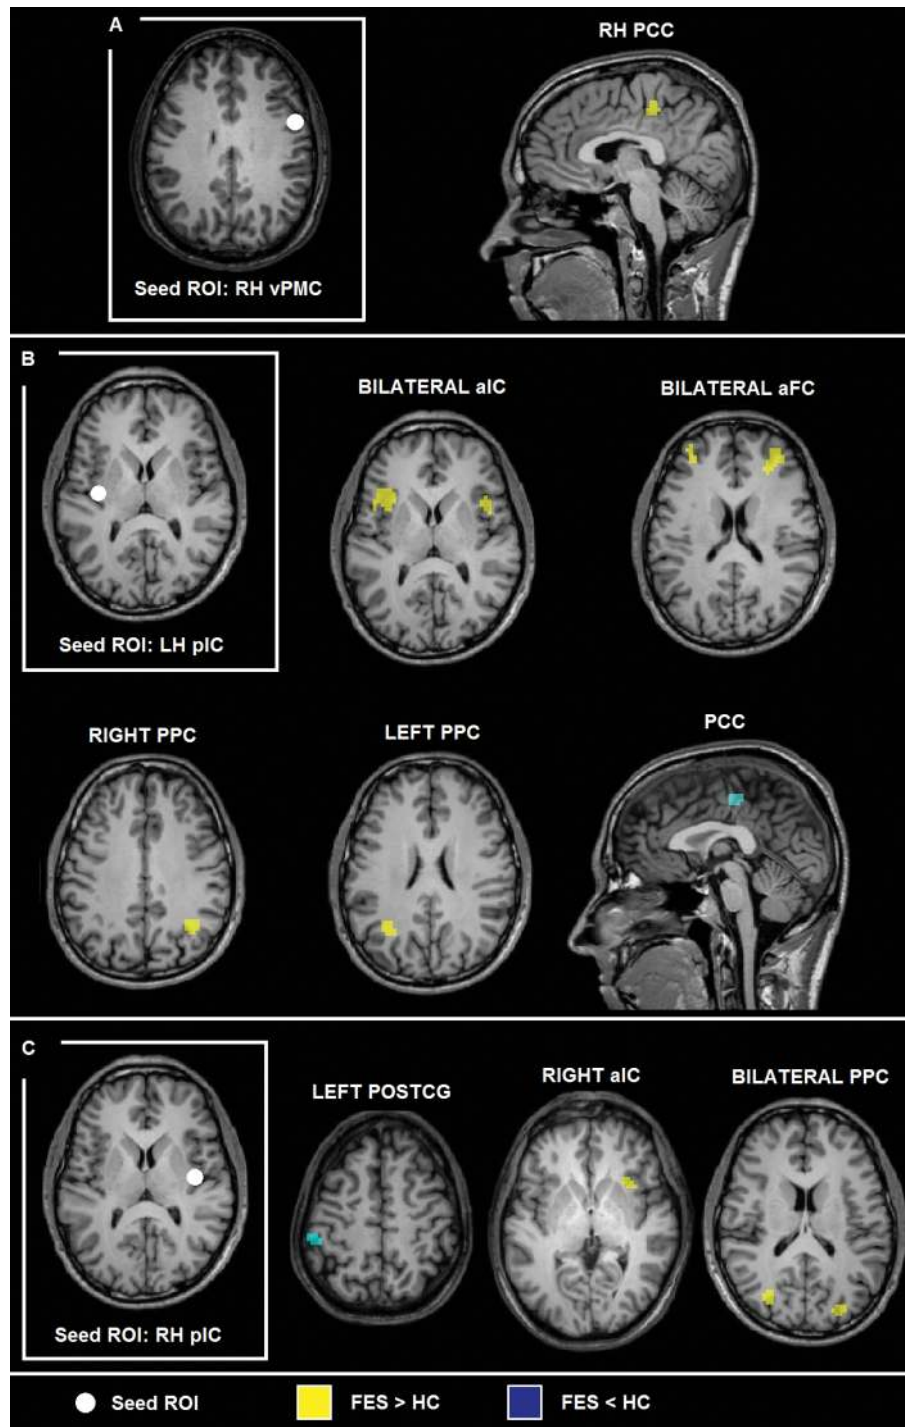 A
RH PCC
Seed ROI: RH vPMC
B
BILATERAL aIC
BILATERAL aFC
Seed ROI: LH pIC
RIGHT PPC
LEFT PPC
PCC
C
LEFT POSTCG
RIGHT aIC
BILATERAL PPC
Seed ROI: RH pIC
Seed ROI
FES > HC
FES < HC